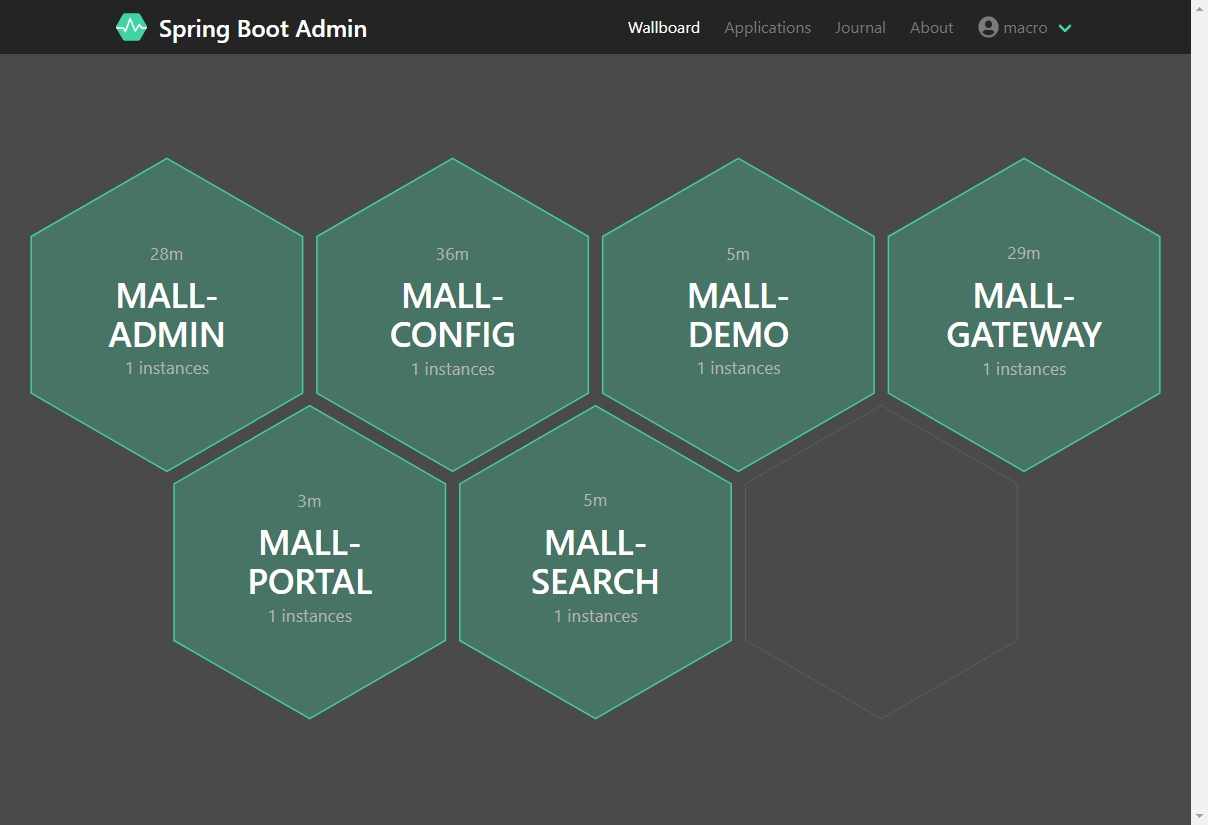 Spring Boot Admin
Wallboard Applications Journal About macro
28m
MALL-
ADMIN
1 instances
36m
MALL-
CONFIG
1 instances
5m
MALL-
DEMO
1 instances
29m
MALL-
GATEWAY
1 instances
3m
MALL-
PORTAL
1 instances
5m
MALL-
SEARCH
1 instances